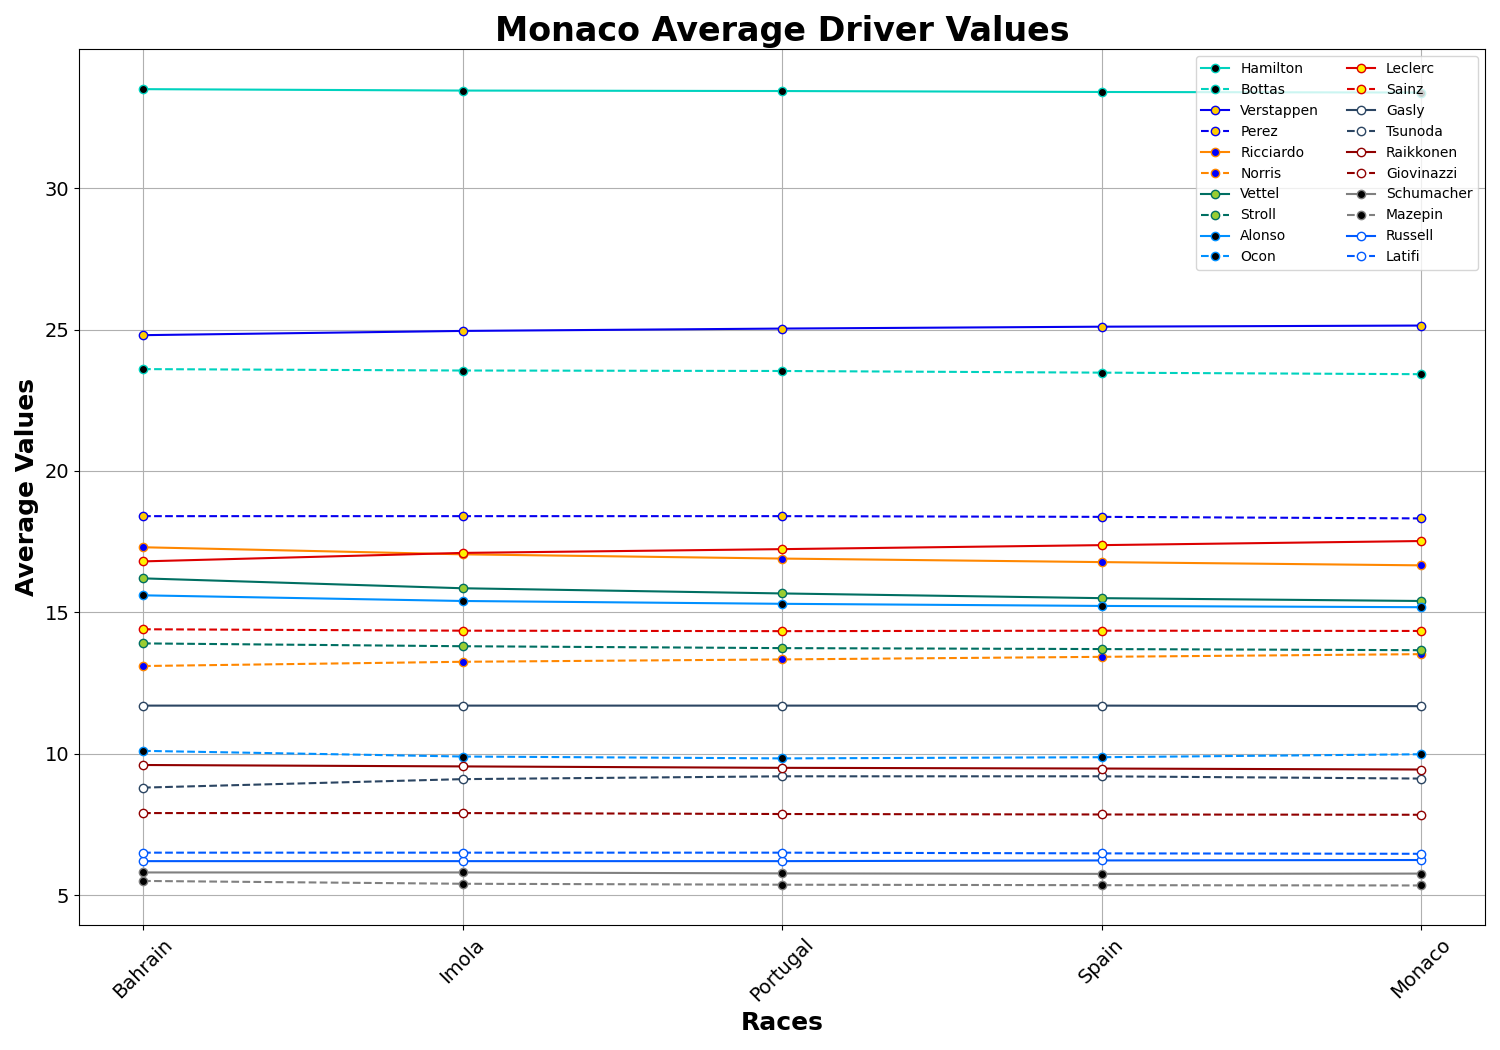 Monaco Average Driver Values
Hamilton
Bottas
Verstappen
Perez
Ricciardo
Norris
Vettel
Stroll
Alonso
Ocon
Leclerc
Sainz
Gasly
Tsunoda
Raikkonen
Giovinazzi
Schumacher
Mazepin
Russell
Latifi
Average Values
30
25
20
15
10
5
Bahrain
Imola
Portugal
Spain
Monaco
Races